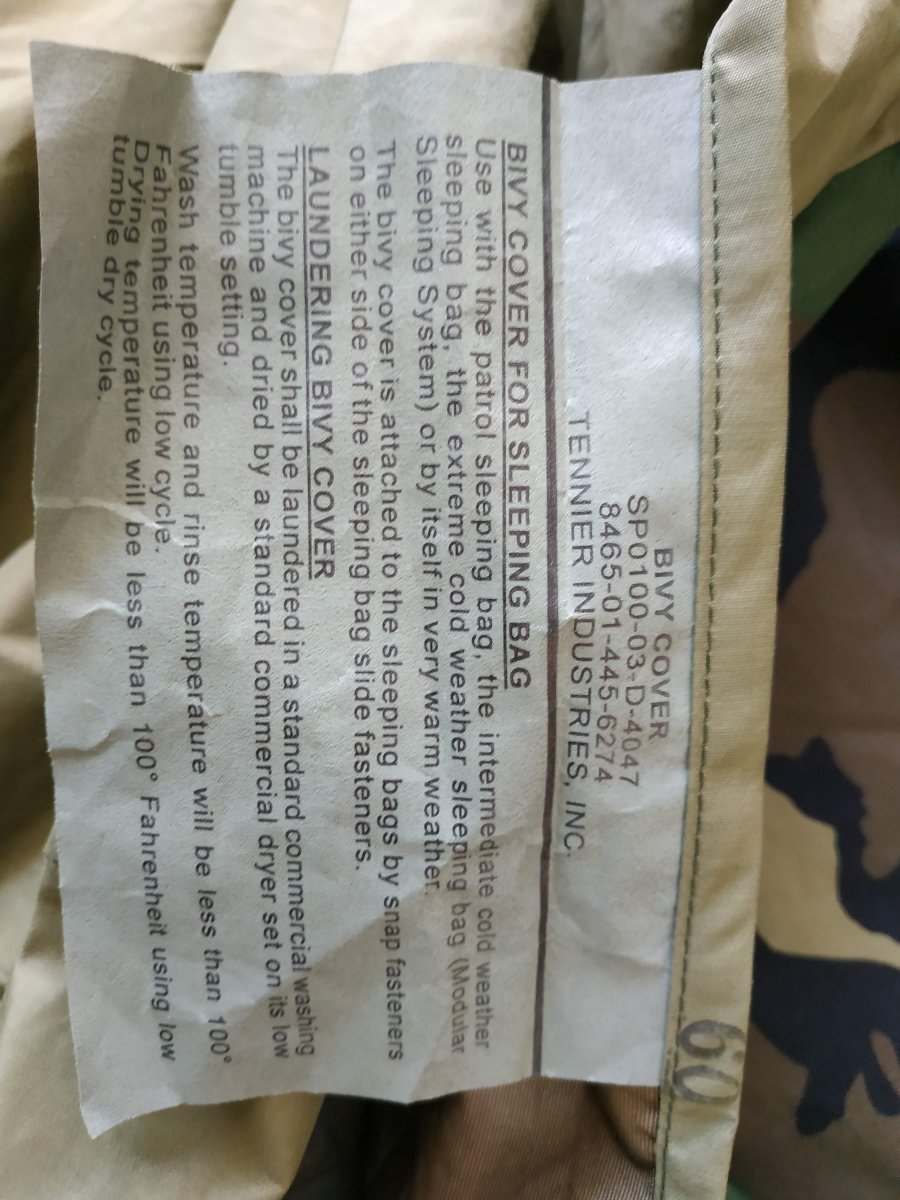 BIVY COVER
SP0100-03-D-4047
8465-01-445-6274
TENNIER INDUSTRIES, INC.
BIVY COVER FOR SLEEPING BAG
Use with the patrol sleeping bag, the intermediate cold weather
sleeping bag, the extreme cold weather sleeping bag (Modular
Sleeping System) or by itself in very warm weather.
The bivy cover is attached to the sleeping bags by snap fasteners
on either side of the sleeping bag slide fasteners.
LAUNDERING BIVY COVER
The bivy cover shall be laundered in a standard commercial washing
machine and dried by a standard commercial dryer set on its low
tumble setting.
Wash temperature and rinse temperature will be less than 100°
Fahrenheit using low cycle.
Drying temperature will be less than 100° Fahrenheit using low
tumble dry cycle.
60